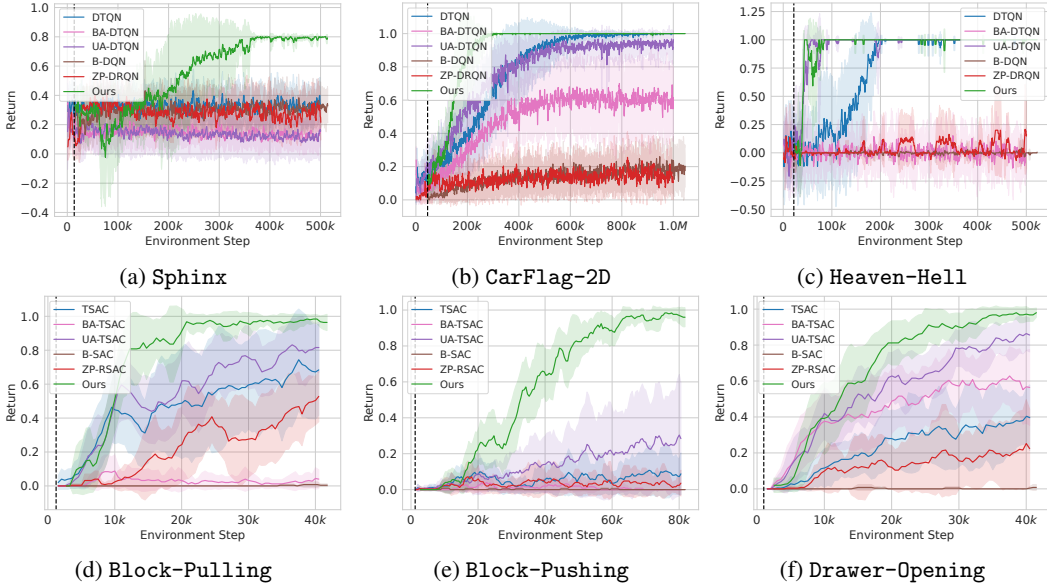 DTQN
BA-DTQN
UA-DTQN
B-DQN
ZP-DRQN
Ours
Return
1.0
0.8
0.6
0.4
0.2
0.0
−0.2
−0.4
0
100k
200k
300k
400k
500k
Environment Step
(a) Sphinx
DTQN
BA-DTQN
UA-DTQN
B-DQN
ZP-DRQN
Ours
Return
1.0
0.8
0.6
0.4
0.2
0.0
0
200k
400k
600k
800k
1.0M
Environment Step
(b) CarFlag-2D
DTQN
BA-DTQN
UA-DTQN
B-DQN
ZP-DRQN
Ours
Return
1.25
1.00
0.75
0.50
0.25
0.00
−0.25
−0.50
0
100k
200k
300k
400k
500k
Environment Step
(c) Heaven-Hell
TSAC
BA-TSAC
UA-TSAC
B-SAC
ZP-RSAC
Ours
Return
1.0
0.8
0.6
0.4
0.2
0.0
0
10k
20k
30k
40k
Environment Step
(d) Block-Pulling
TSAC
BA-TSAC
UA-TSAC
B-SAC
ZP-RSAC
Ours
Return
1.0
0.8
0.6
0.4
0.2
0.0
0
20k
40k
60k
80k
Environment Step
(e) Block-Pushing
TSAC
BA-TSAC
UA-TSAC
B-SAC
ZP-RSAC
Ours
Return
1.0
0.8
0.6
0.4
0.2
0.0
0
10k
20k
30k
40k
Environment Step
(f) Drawer-Opening